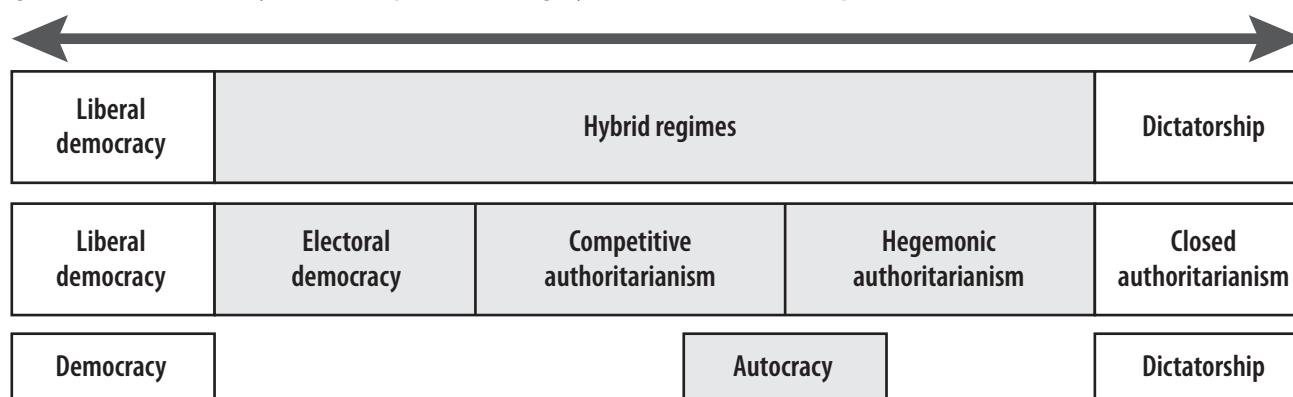 Liberal
democracy
Hybrid regimes
Dictatorship
Liberal
democracy
Electoral
democracy
Competitive
authoritarianism
Hegemonic
authoritarianism
Closed
authoritarianism
Democracy
Autocracy
Dictatorship